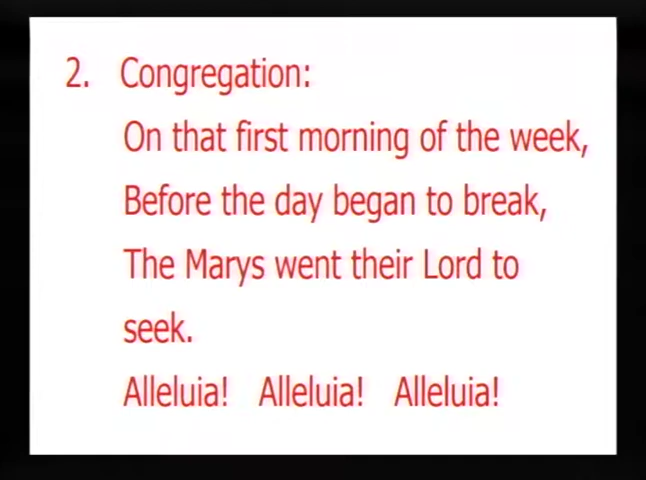 2. Congregation:
On that first morning of the week,
Before the day began to break,
The Marys went their Lord to
seek.
Alleluia! Alleluia! Alleluia!